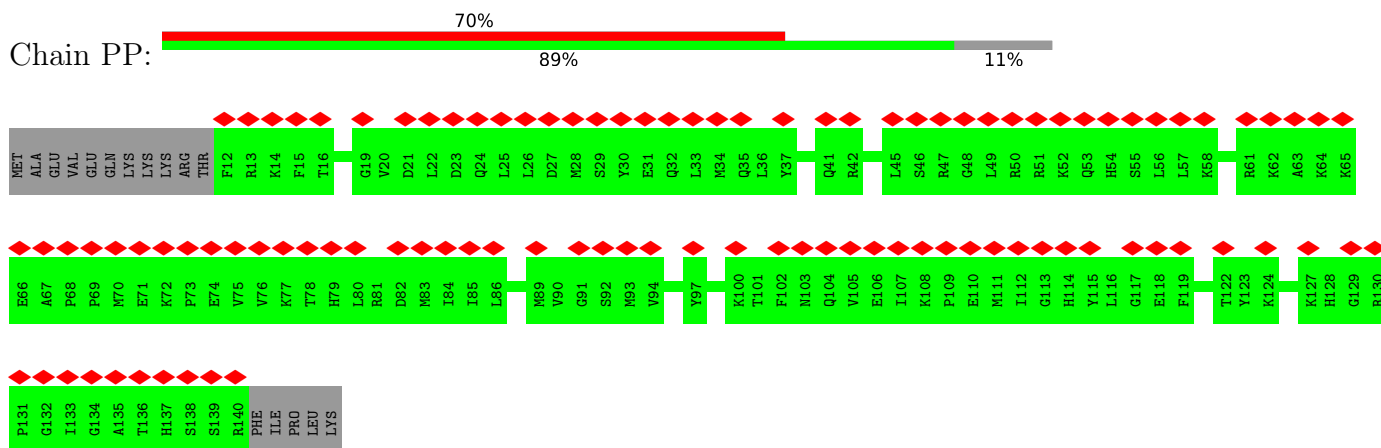 70%
Chain PP:
89% 11%
MET ALA GLU VAL GLU GLN LYS LYS LYS ARG THR F12 R13 K14 F15 T16 G19 V20 D21 L22 D23 Q24 L25 L26 D27 M28 S29 Y30 E31 Q32 L33 M34 Q35 L36 Y37 Q41 R42 L45 S46 R47 G48 L49 R50 R51 K52 Q53 H54 S55 L56 L57 K58 R61 K62 A63 K64 K65
E66 A67 P68 P69 M70 E71 K72 P73 E74 V75 V76 K77 T78 H79 L80 R81 D82 M83 I84 I85 L86 M89 V90 G91 S92 M93 V94 Y97 K100 T101 F102 N103 Q104 V105 E106 I107 K108 P109 E110 M111 I112 G113 H114 Y115 L116 G117 E118 F119 T122 Y123 K124 K127 H128 G129 R130
P131 G132 I133 G134 A135 T136 H137 S138 S139 R140 PHE ILE PRO LEU LYS